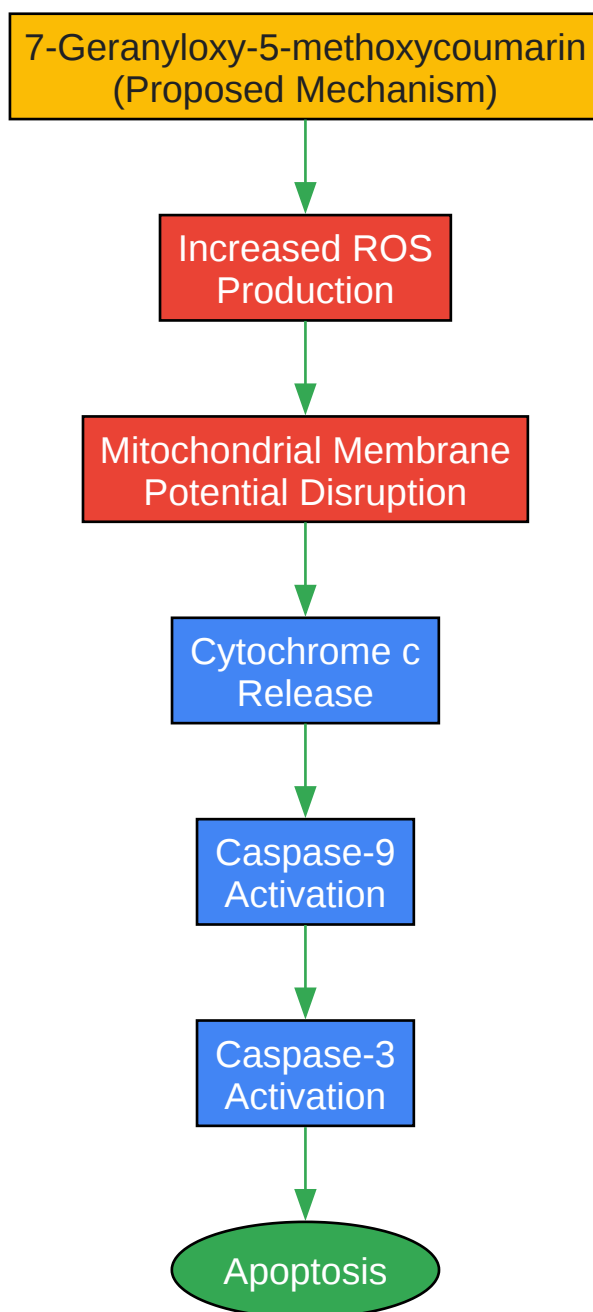 7-Geranyloxy-5-methoxycoumarin
(Proposed Mechanism)
Increased ROS
Production
Mitochondrial Membrane
Potential Disruption
Cytochrome c
Release
Caspase-9
Activation
Caspase-3
Activation
Apoptosis